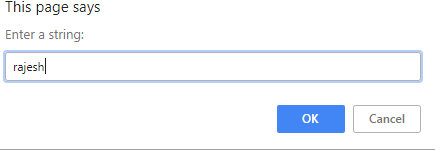 This page says
Enter a string:
rajesh
OK Cancel